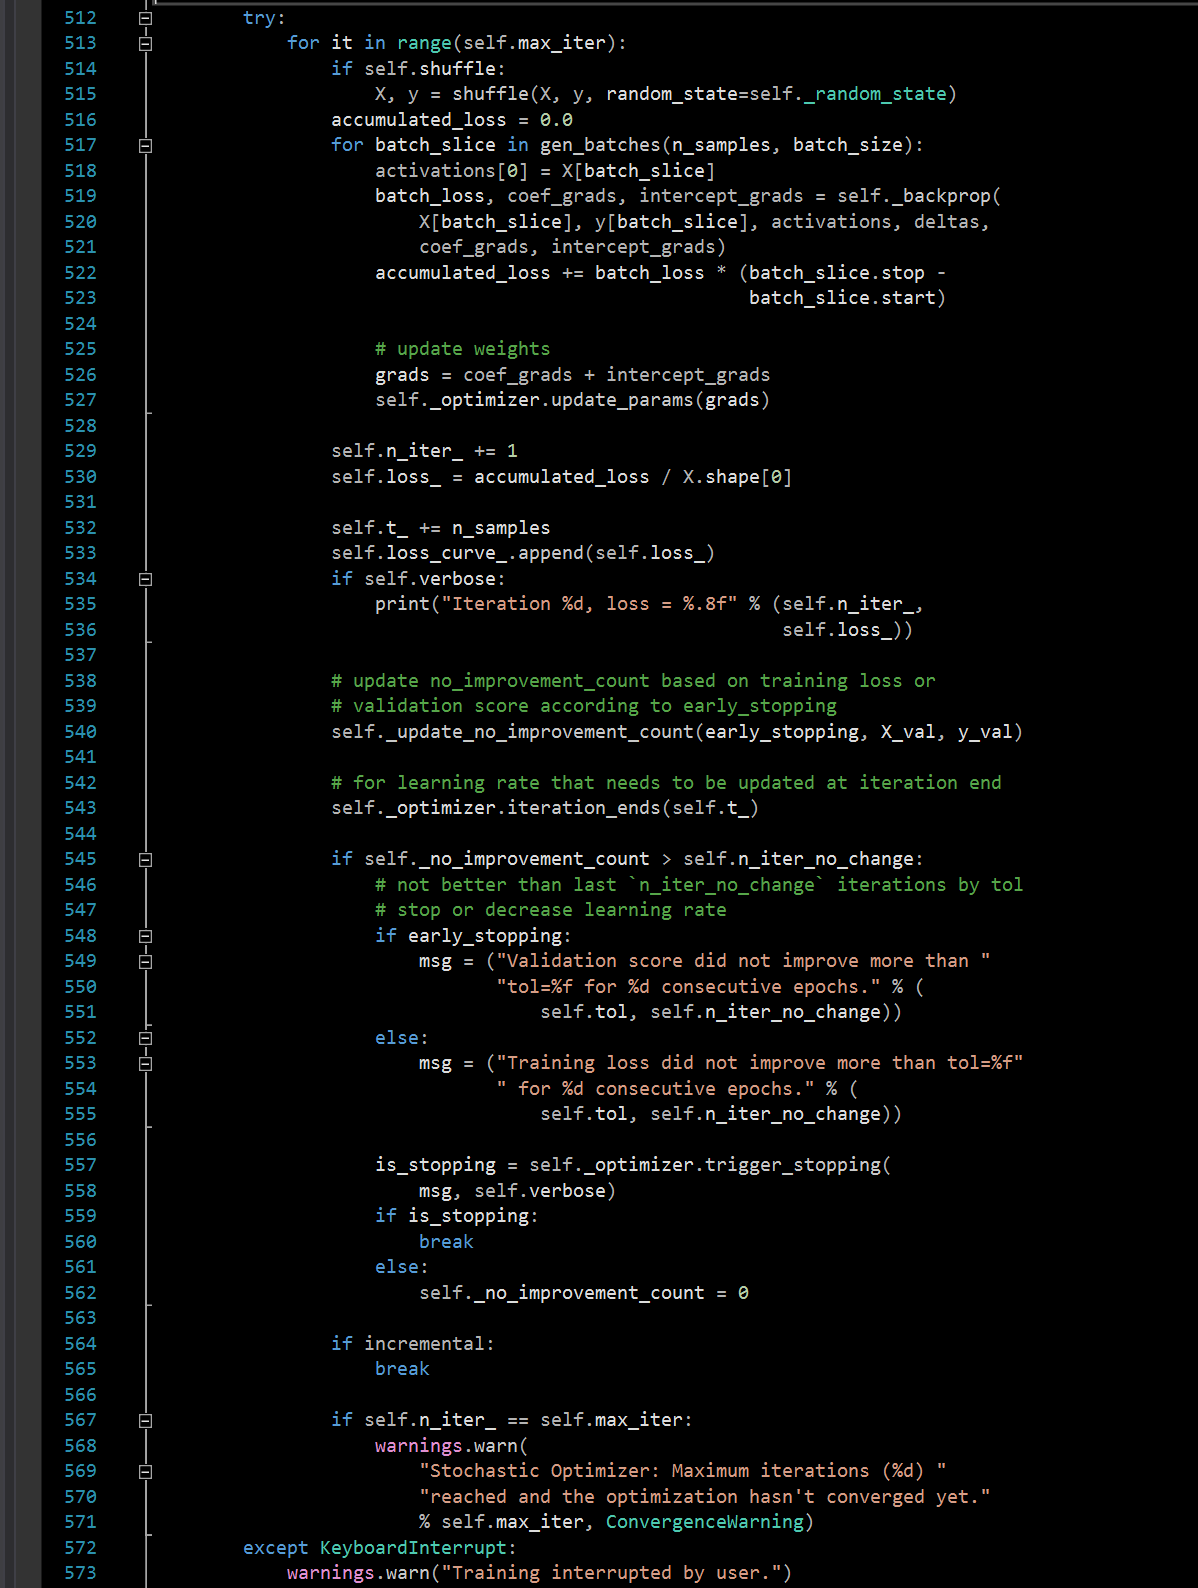 512 try:
513 for it in range(self.max_iter):
514 if self.shuffle:
515 X, y = shuffle(X, y, random_state=self._random_state)
516 accumulated_loss = 0.0
517 for batch_slice in gen_batches(n_samples, batch_size):
518 activations[0] = X[batch_slice]
519 batch_loss, coef_grads, intercept_grads = self._backprop(
520 X[batch_slice], y[batch_slice], activations, deltas,
521 coef_grads, intercept_grads)
522 accumulated_loss += batch_loss * (batch_slice.stop -
523 batch_slice.start)
524
525 # update weights
526 grads = coef_grads + intercept_grads
527 self._optimizer.update_params(grads)
528
529 self.n_iter_ += 1
530 self.loss_ = accumulated_loss / X.shape[0]
531
532 self.t_ += n_samples
533 self.loss_curve_.append(self.loss_)
534 if self.verbose:
535 print("Iteration %d, loss = %.8f" % (self.n_iter_,
536 self.loss_))
537
538 # update no_improvement_count based on training loss or
539 # validation score according to early_stopping
540 self._update_no_improvement_count(early_stopping, X_val, y_val)
541
542 # for learning rate that needs to be updated at iteration end
543 self._optimizer.iteration_ends(self.t_)
544
545 if self._no_improvement_count > self.n_iter_no_change:
546 # not better than last `n_iter_no_change` iterations by tol
547 # stop or decrease learning rate
548 if early_stopping:
549 msg = ("Validation score did not improve more than "
550 "tol=%f for %d consecutive epochs." % (
551 self.tol, self.n_iter_no_change))
552 else:
553 msg = ("Training loss did not improve more than tol=%f"
554 " for %d consecutive epochs." % (
555 self.tol, self.n_iter_no_change))
556
557 is_stopping = self._optimizer.trigger_stopping(
558 msg, self.verbose)
559 if is_stopping:
560 break
561 else:
562 self._no_improvement_count = 0
563
564 if incremental:
565 break
566
567 if self.n_iter_ == self.max_iter:
568 warnings.warn(
569 "Stochastic Optimizer: Maximum iterations (%d) "
570 "reached and the optimization hasn't converged yet."
571 % self.max_iter, ConvergenceWarning)
572 except KeyboardInterrupt:
573 warnings.warn("Training interrupted by user.")